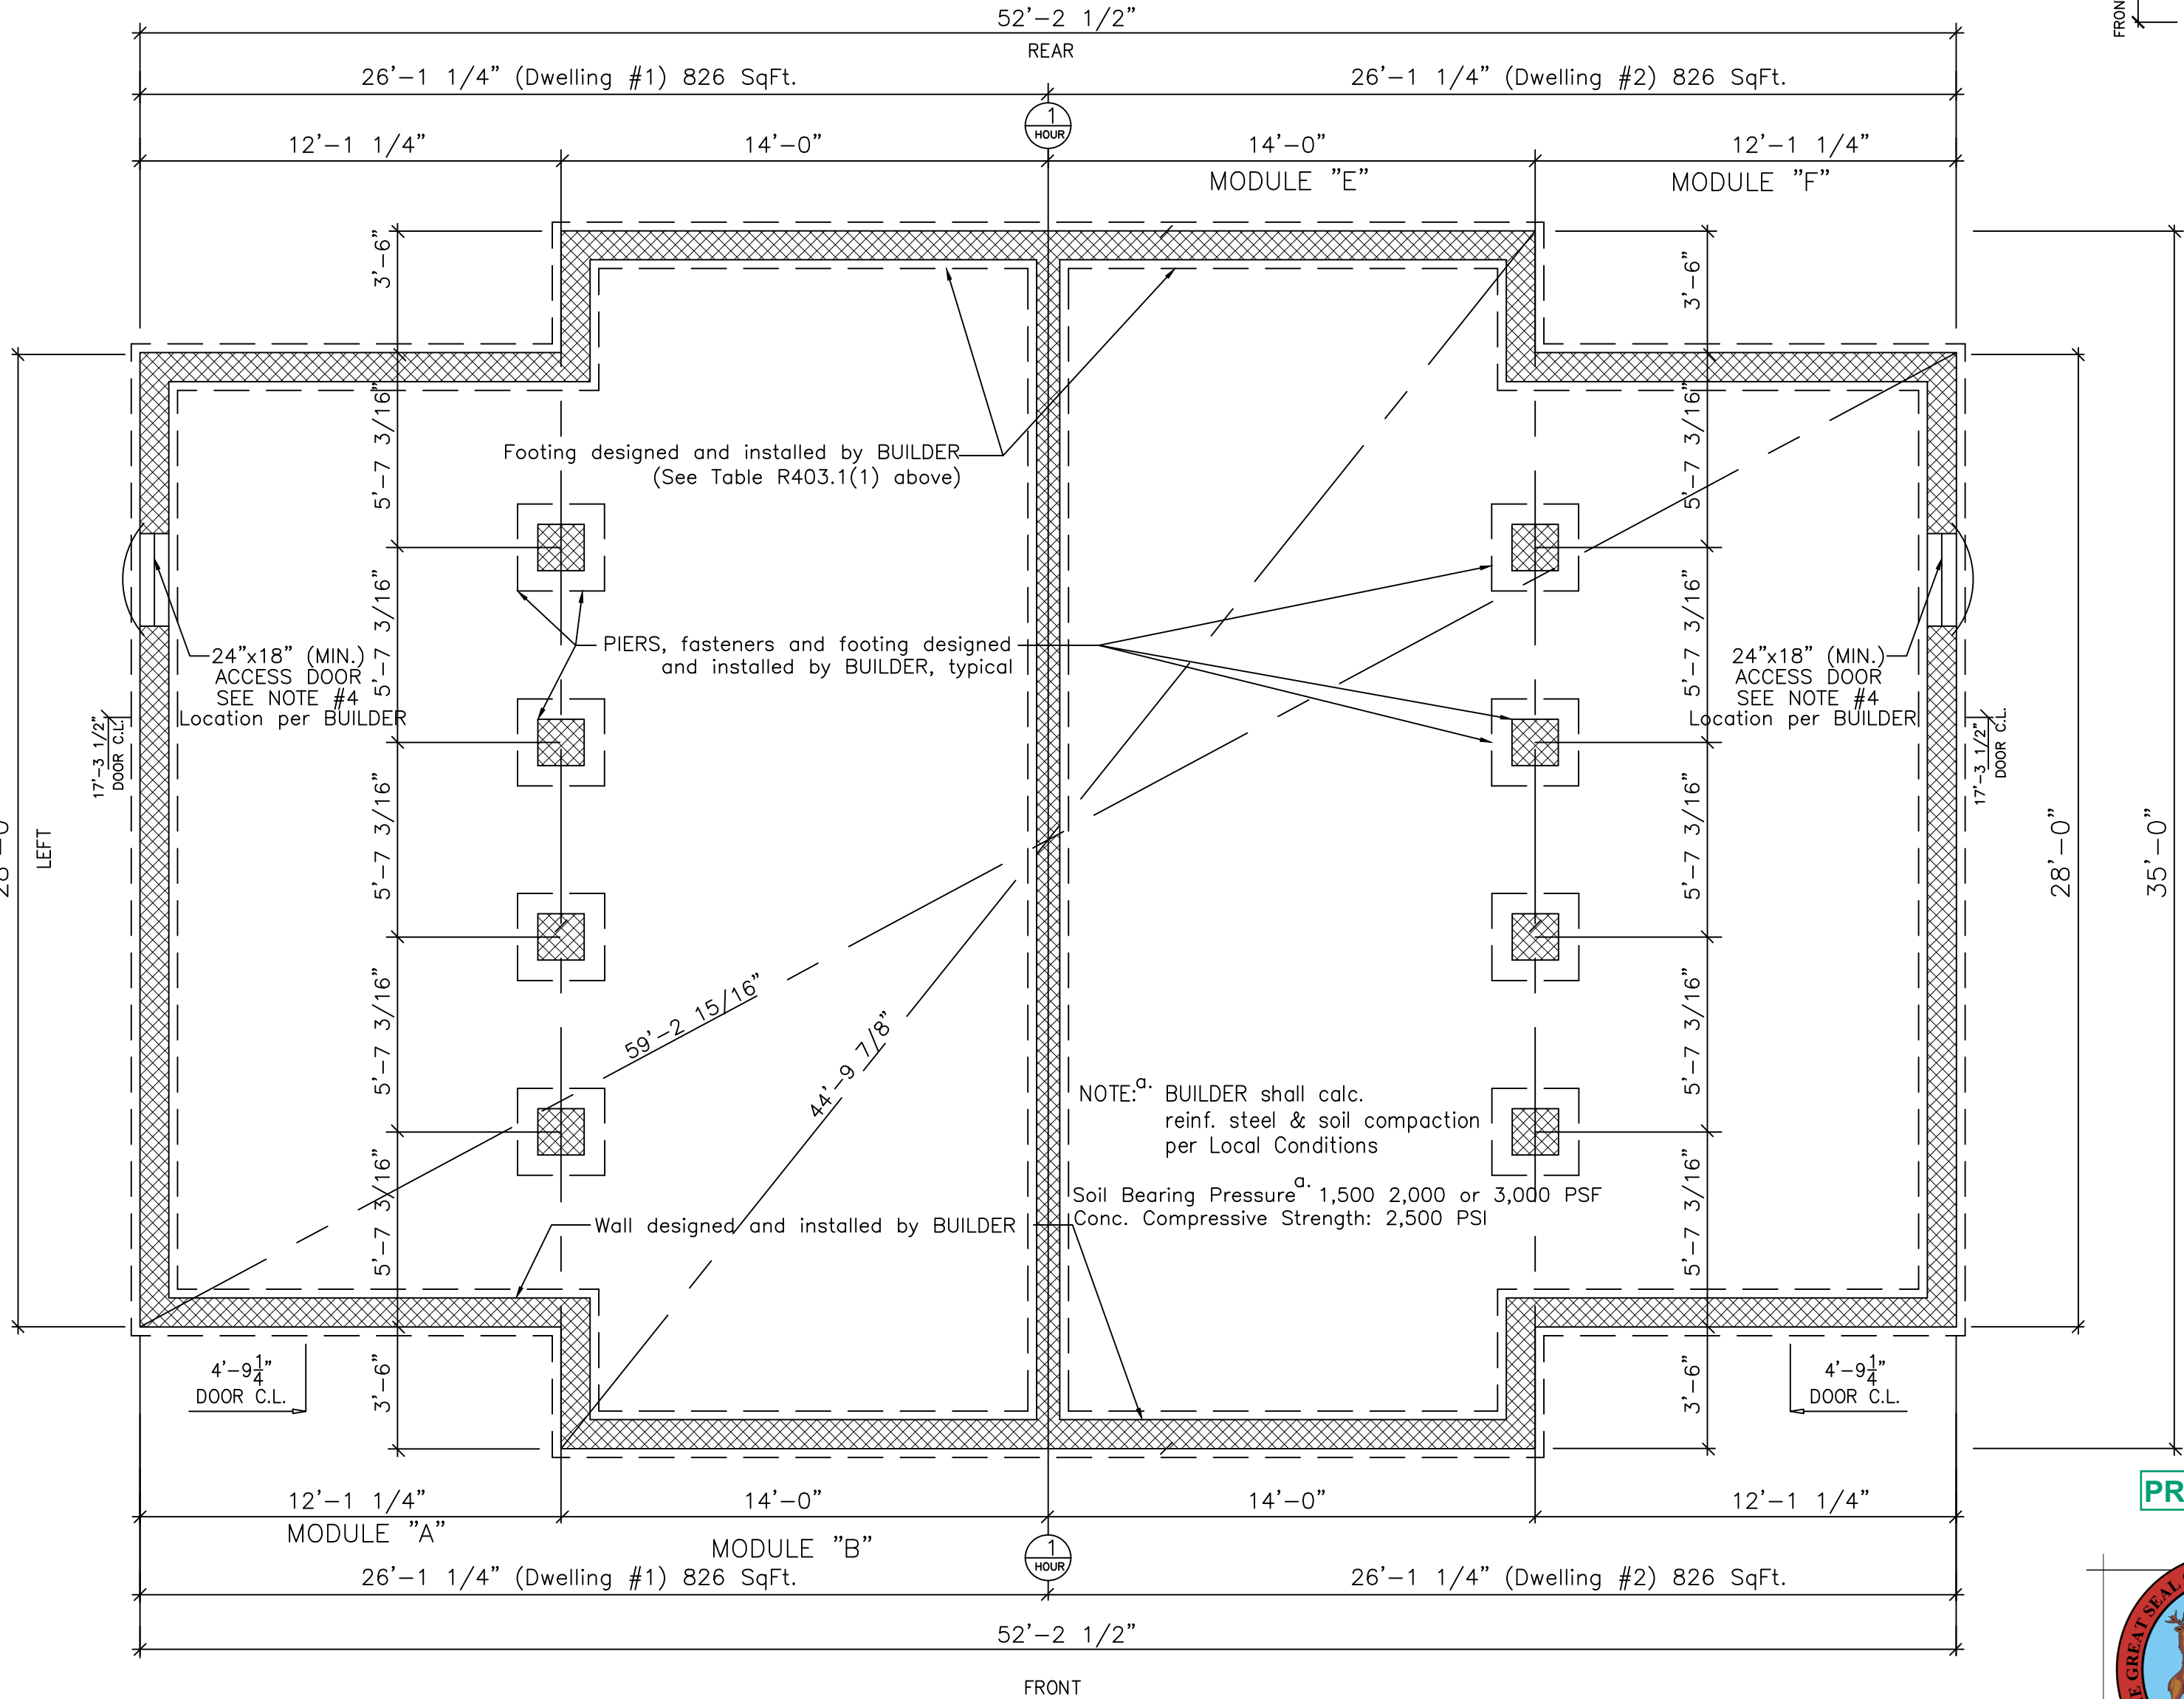 FRON
52'-2 1/2"
REAR
26'-1 1/4" (Dwelling #1) 826 SqFt.
26'-1 1/4" (Dwelling #2) 826 SqFt.
1
HOUR
12'-1 1/4"
14'-0"
14'-0"
12'-1 1/4"
MODULE "E"
MODULE "F"
3'-6"
3'-6"
5'-7 3/16"
5'-7 3/16"
Footing designed and installed by BUILDER
(See Table R403.1(1) above)
5'-7 3/16"
5'-7 3/16"
PIERS, fasteners and footing designed
and installed by BUILDER, typical
24"x18" (MIN.)
ACCESS DOOR
SEE NOTE #4
Location per BUILDER
24"x18" (MIN.)
ACCESS DOOR
SEE NOTE #4
Location per BUILDER
17'-3 1/2"
DOOR C.L.
17'-3 1/2"
DOOR C.L.
5'-7 3/16"
5'-7 3/16"
28'-0"
LEFT
28'-0"
35'-0"
59'-2 15/16"
44'-9 7/8"
5'-7 3/16"
5'-7 3/16"
NOTE:a. BUILDER shall calc.
reinf. steel & soil compaction
per Local Conditions
Soil Bearing Pressure a. 1,500 2,000 or 3,000 PSF
Conc. Compressive Strength: 2,500 PSI
5'-7 3/16"
5'-7 3/16"
Wall designed and installed by BUILDER
4'-9 1/4"
DOOR C.L.
3'-6"
3'-6"
4'-9 1/4"
DOOR C.L.
12'-1 1/4"
14'-0"
14'-0"
12'-1 1/4"
PR
MODULE "A"
MODULE "B"
1
HOUR
26'-1 1/4" (Dwelling #1) 826 SqFt.
26'-1 1/4" (Dwelling #2) 826 SqFt.
52'-2 1/2"
FRONT
E GREAT SEAL